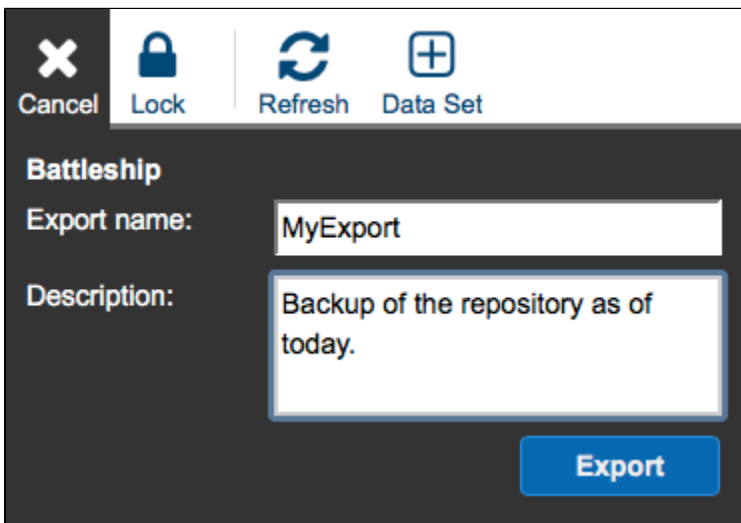 Cancel Lock Refresh Data Set
Battleship
Export name: MyExport
Description: Backup of the repository as of
today.
Export